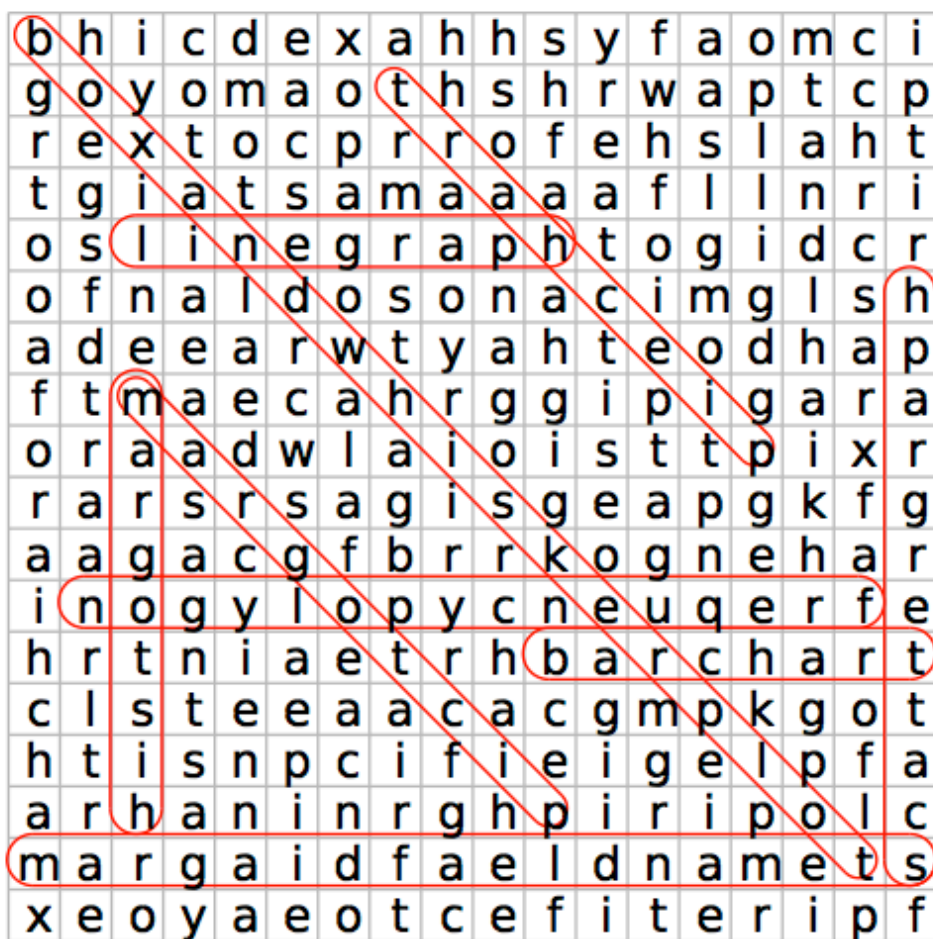 b h i c d e x a h h s y f a o m c i
g o y o m a o t h s h r w a p t c p
r e x t o c p r r o f e h s l a h t
t g i a t s a m a a a a f l l n r i
o s l i n e g r a p h t o g i d c r
o f n a l d o s o n a c i m g l s h
a d e e a r w t y a h t e o d h a p
f t m a e c a h r g g i p i g a r a
o r a a d w l a i o i s t t p i x r
r a r s r s a g i s g e a p g k f g
a a g a c g f b r r k o g n e h a r
i n o g y l o p y c n e u q e r f e
h r t n i a e t r h b a r c h a r t
c l s t e e a a c a c g m p k g o t
h t i s n p c i f i e i g e l p f a
a r h a n i n r g h p i r i p o l c
m a r g a i d f a e l d n a m e t s
x e o y a e o t c e f i t e r i p f